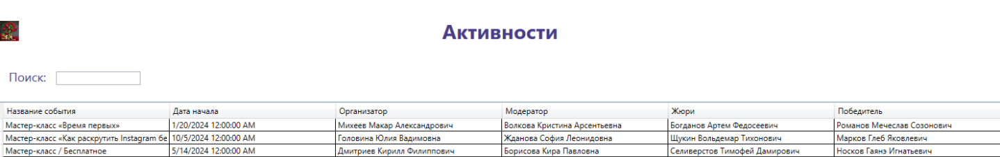 Активности
Поиск:
Название события Дата начала Организатор Модератор Жюри Победитель
Мастер-класс «Время первых» 1/20/2024 12:00:00 AM Михеев Макар Александрович Волкова Кристина Арсентьевна Богданов Артем Федосеевич Романов Мечеслав Созонович
Мастер-класс «Как раскрутить Instagram бе 10/5/2024 12:00:00 AM Головина Юлия Вадимовна Жданова София Леонидовна Щукин Вольдемар Тихонович Марков Глеб Яковлевич
Мастер-класс / Бесплатное 5/14/2024 12:00:00 AM Дмитриев Кирилл Филиппович Борисова Кира Павловна Селиверстов Тимофей Дамирович Носков Гаянэ Игнатьевич